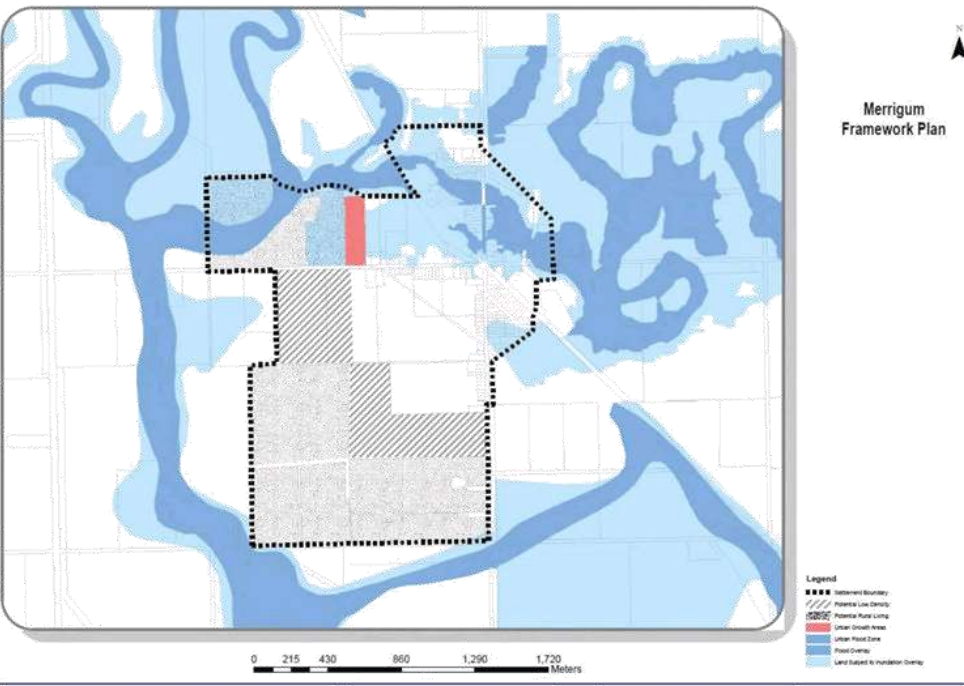 N
Merrigum
Framework Plan
Legend
Settlement Boundary
Potential Low Density
Potential Rural Living
Urban Growth Areas
Urban Flood Zone
Flood Overlay
Land Subject to Inundation Overlay
0 215 430 860 1,290 1,720
Meters